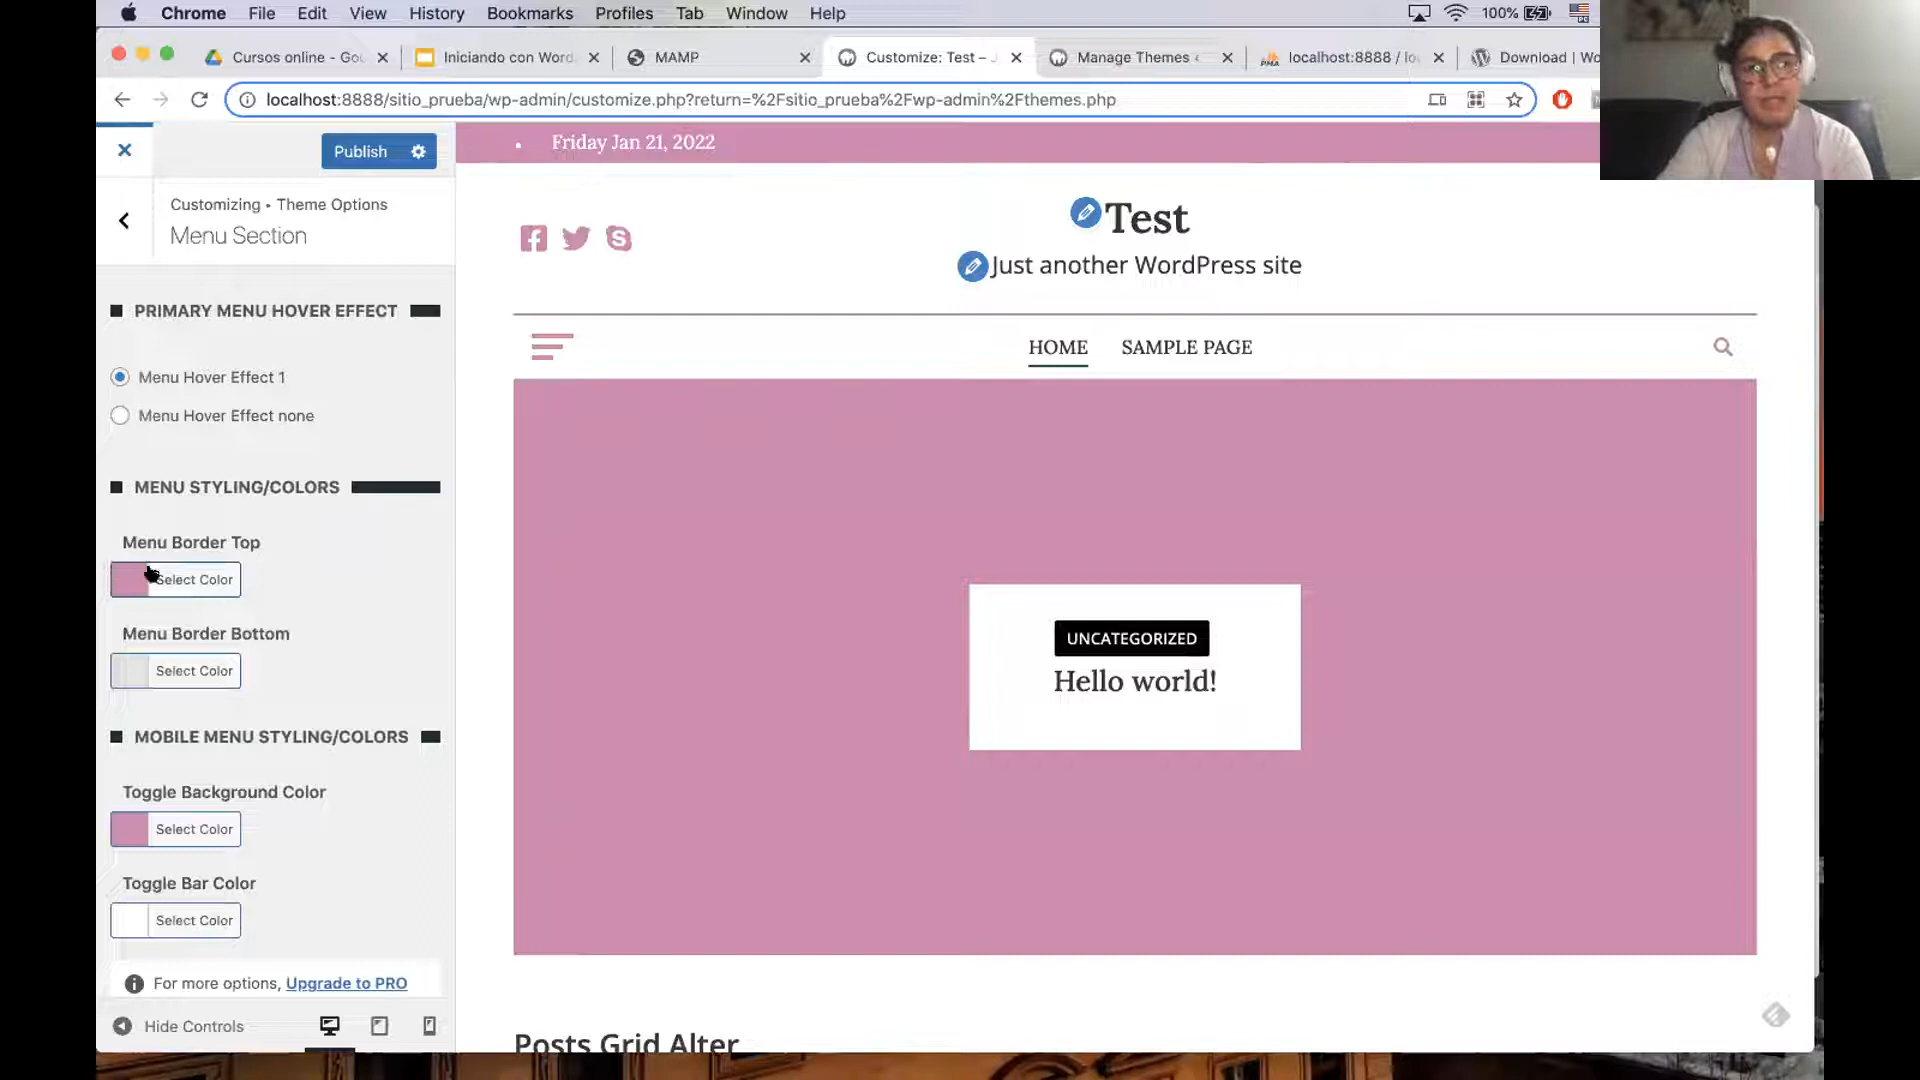 Chrome File Edit View History Bookmarks Profiles Tab Window Help 100%
Cursos online - Go
Iniciando con Word
MAMP
Customize: Test –
Manage Themes
localhost:8888 / lo
Download | Wo
localhost:8888/sitio_prueba/wp-admin/customize.php?return=%2Fsitio_prueba%2Fwp-admin%2Fthemes.php
Publish
Customizing • Theme Options
Menu Section
PRIMARY MENU HOVER EFFECT
Menu Hover Effect 1
Menu Hover Effect none
MENU STYLING/COLORS
Menu Border Top
Select Color
Menu Border Bottom
Select Color
MOBILE MENU STYLING/COLORS
Toggle Background Color
Select Color
Toggle Bar Color
Select Color
For more options, Upgrade to PRO
Hide Controls
Friday Jan 21, 2022
Test
Just another WordPress site
HOME SAMPLE PAGE
UNCATEGORIZED
Hello world!
Posts Grid Alter